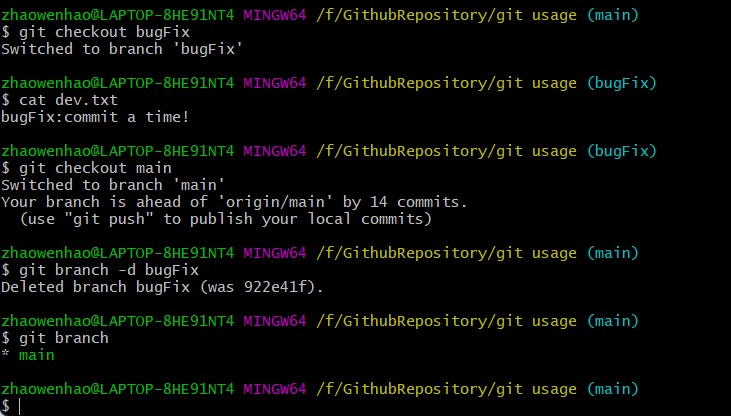 zhaowenhao@LAPTOP-8HE91NT4 MINGW64 /f/GithubRepository/git usage (main)
$ git checkout bugFix
Switched to branch 'bugFix'
zhaowenhao@LAPTOP-8HE91NT4 MINGW64 /f/GithubRepository/git usage (bugFix)
$ cat dev.txt
bugFix:commit a time!
zhaowenhao@LAPTOP-8HE91NT4 MINGW64 /f/GithubRepository/git usage (bugFix)
$ git checkout main
Switched to branch 'main'
Your branch is ahead of 'origin/main' by 14 commits.
  (use "git push" to publish your local commits)
zhaowenhao@LAPTOP-8HE91NT4 MINGW64 /f/GithubRepository/git usage (main)
$ git branch -d bugFix
Deleted branch bugFix (was 922e41f).
zhaowenhao@LAPTOP-8HE91NT4 MINGW64 /f/GithubRepository/git usage (main)
$ git branch
* main
zhaowenhao@LAPTOP-8HE91NT4 MINGW64 /f/GithubRepository/git usage (main)
$